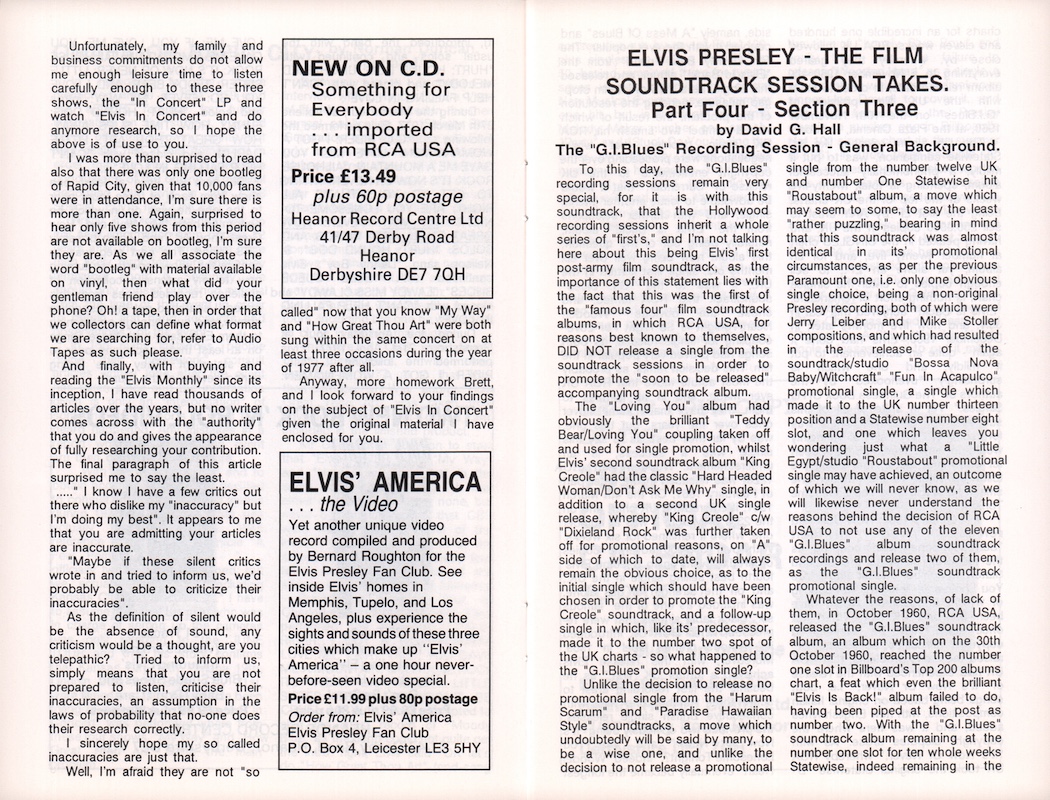 Unfortunately, my family and
business commitments do not allow
me enough leisure time to listen
carefully enough to these three
shows, the "In Concert" LP and
watch "Elvis In Concert" and do
anymore research, so I hope the
above is of use to you.
I was more than surprised to read
also that there was only one bootleg
of Rapid City, given that 10,000 fans
were in attendance, I'm sure there is
more than one. Again, surprised to
hear only five shows from this period
are not available on bootleg, I'm sure
they are. As we all associate the
word "bootleg" with material available
on vinyl, then what did your
gentleman friend play over the
phone? Oh! a tape, then in order that
we collectors can define what format
we are searching for, refer to Audio
Tapes as such please.
And finally, with buying and
reading the "Elvis Monthly" since its
inception, I have read thousands of
articles over the years, but no writer
comes across with the "authority"
that you do and gives the appearance
of fully researching your contribution.
The final paragraph of this article
surprised me to say the least.
....." I know I have a few critics out
there who dislike my "inaccuracy" but
I'm doing my best". It appears to me
that you are admitting your articles
are inaccurate.
"Maybe if these silent critics
wrote in and tried to inform us, we'd
probably be able to criticize their
inaccuracies".
As the definition of silent would
be the absence of sound, any
criticism would be a thought, are you
telepathic? Tried to inform us,
simply means that you are not
prepared to listen, criticise their
inaccuracies, an assumption in the
laws of probability that no-one does
their research correctly.
I sincerely hope my so called
inaccuracies are just that.
Well, I'm afraid they are not "so
NEW ON C.D.
Something for
Everybody
. . . imported
from RCA USA
Price £13.49
plus 60p postage
Heanor Record Centre Ltd
41/47 Derby Road
Heanor
Derbyshire DE7 7QH
called" now that you know "My Way"
and "How Great Thou Art" were both
sung within the same concert on at
least three occasions during the year
of 1977 after all.
Anyway, more homework Brett,
and I look forward to your findings
on the subject of "Elvis In Concert"
given the original material I have
enclosed for you.
ELVIS' AMERICA
. . . the Video
Yet another unique video
record compiled and produced
by Bernard Roughton for the
Elvis Presley Fan Club. See
inside Elvis' homes in
Memphis, Tupelo, and Los
Angeles, plus experience the
sights and sounds of these three
cities which make up "Elvis'
America" – a one hour never-
before-seen video special.
Price £11.99 plus 80p postage
Order from: Elvis' America
Elvis Presley Fan Club
P.O. Box 4, Leicester LE3 5HY
ELVIS PRESLEY - THE FILM
SOUNDTRACK SESSION TAKES.
Part Four - Section Three
by David G. Hall
The "G.I.Blues" Recording Session - General Background.
To this day, the "G.I.Blues"
recording sessions remain very
special, for it is with this
soundtrack, that the Hollywood
recording sessions inherit a whole
series of "first's," and I'm not talking
here about this being Elvis' first
post-army film soundtrack, as the
importance of this statement lies with
the fact that this was the first of
the "famous four" film soundtrack
albums, in which RCA USA, for
reasons best known to themselves,
DID NOT release a single from the
soundtrack sessions in order to
promote the "soon to be released"
accompanying soundtrack album.
The "Loving You" album had
obviously the brilliant "Teddy
Bear/Loving You" coupling taken off
and used for single promotion, whilst
Elvis' second soundtrack album "King
Creole" had the classic "Hard Headed
Woman/Don't Ask Me Why" single, in
addition to a second UK single
release, whereby "King Creole" c/w
"Dixieland Rock" was further taken
off for promotional reasons, on "A"
side of which to date, will always
remain the obvious choice, as to the
initial single which should have been
chosen in order to promote the "King
Creole" soundtrack, and a follow-up
single in which, like its' predecessor,
made it to the number two spot of
the UK charts - so what happened to
the "G.I.Blues" promotion single?
Unlike the decision to release no
promotional single from the "Harum
Scarum" and "Paradise Hawaiian
Style" soundtracks, a move which
undoubtedly will be said by many, to
be a wise one, and unlike the
decision to not release a promotional
single from the number twelve UK
and number One Statewise hit
"Roustabout" album, a move which
may seem to some, to say the least
"rather puzzling," bearing in mind
that this soundtrack was almost
identical in its' promotional
circumstances, as per the previous
Paramount one, i.e. only one obvious
single choice, being a non-original
Presley recording, both of which were
Jerry Leiber and Mike Stoller
compositions, and which had resulted
in the release of the
soundtrack/studio "Bossa Nova
Baby/Witchcraft" "Fun In Acapulco"
promotional single, a single which
made it to the UK number thirteen
position and a Statewise number eight
slot, and one which leaves you
wondering just what a "Little
Egypt/studio "Roustabout" promotional
single may have achieved, an outcome
of which we will never know, as we
will likewise never understand the
reasons behind the decision of RCA
USA to not use any of the eleven
"G.I.Blues" album soundtrack
recordings and release two of them,
as the "G.I.Blues" soundtrack
promotional single.
Whatever the reasons, of lack of
them, in October 1960, RCA USA,
released the "G.I.Blues" soundtrack
album, an album which on the 30th
October 1960, reached the number
one slot in Billboard's Top 200 albums
chart, a feat which even the brilliant
"Elvis Is Back!" album failed to do,
having been piped at the post as
number two. With the "G.I.Blues"
soundtrack album remaining at the
number one slot for ten whole weeks
Statewise, indeed remaining in the